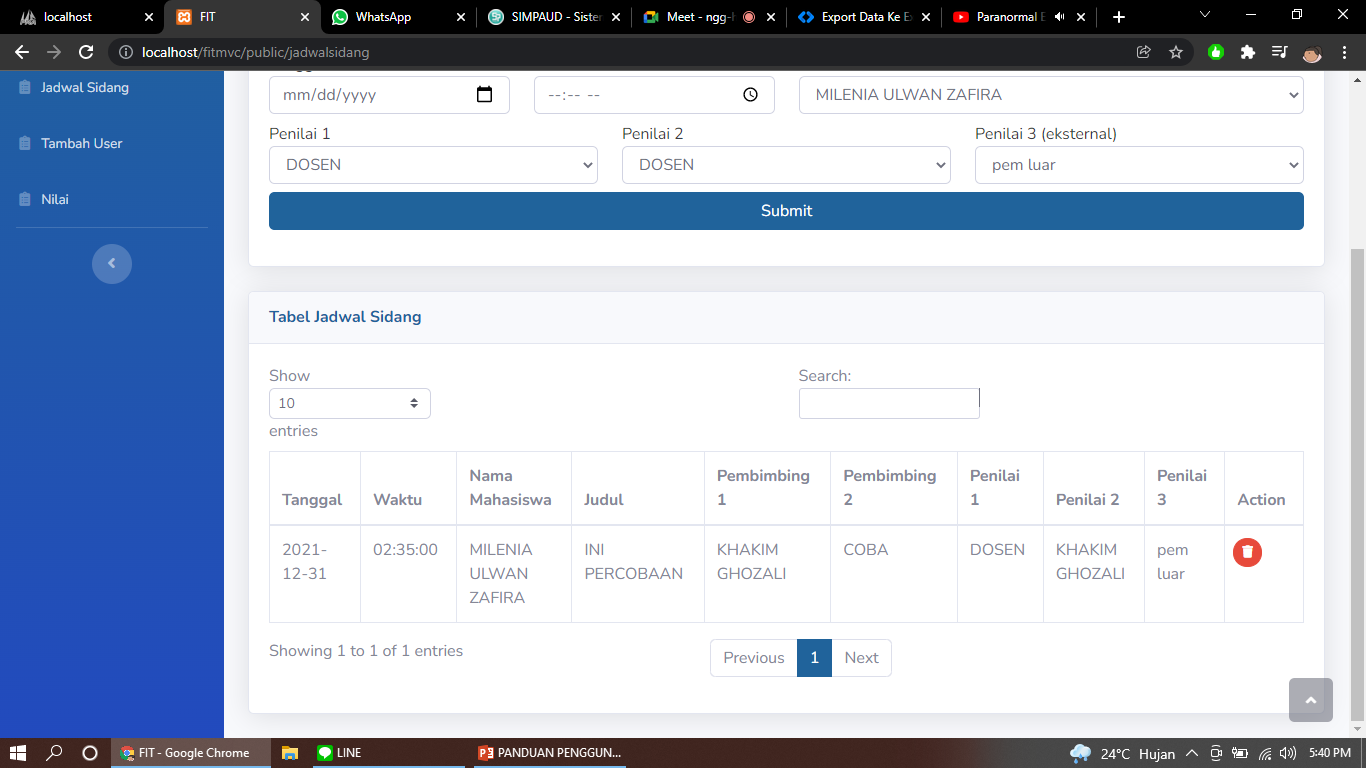 localhost
FIT
WhatsApp
SIMPAUD - Sister
Meet - ngg-
Export Data Ke E
Paranormal E
localhost/fitmvc/public/jadwalsidang
Jadwal Sidang
Tambah User
Nilai
mm/dd/yyyy
--:-- --
MILENIA ULWAN ZAFIRA
Penilai 1
Penilai 2
Penilai 3 (eksternal)
DOSEN
DOSEN
pem luar
Submit
Tabel Jadwal Sidang
Show
10
entries
Search:
Tanggal
Waktu
Nama
Mahasiswa
Judul
Pembimbing
1
Pembimbing
2
Penilai
1
Penilai 2
Penilai
3
Action
2021-
12-31
02:35:00
MILENIA
ULWAN
ZAFIRA
INI
PERCOBAAN
KHAKIM
GHOZALI
COBA
DOSEN
KHAKIM
GHOZALI
pem
luar
Showing 1 to 1 of 1 entries
Previous
1
Next
FIT - Google Chrome
LINE
PANDUAN PENGGUN...
24°C Hujan
5:40 PM